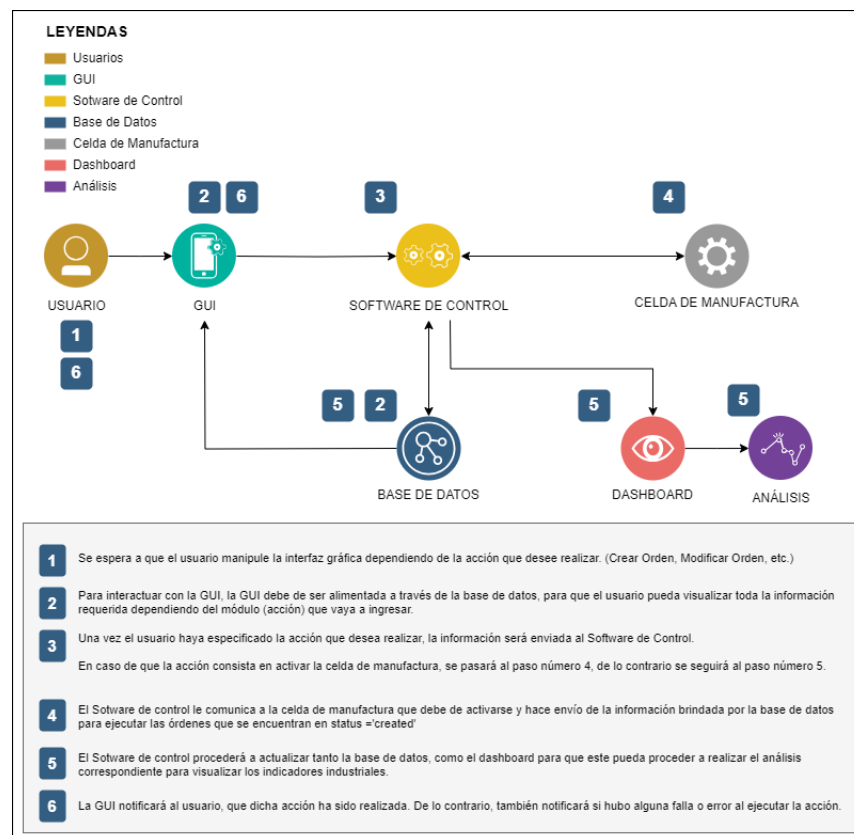 LEYENDAS
Usuarios
GUI
Sotware de Control
Base de Datos
Celda de Manufactura
Dashboard
Análisis
2 6 3 4
USUARIO GUI SOFTWARE DE CONTROL CELDA DE MANUFACTURA
1
6
5 2 5 5
BASE DE DATOS DASHBOARD ANÁLISIS
1 Se espera a que el usuario manipule la interfaz gráfica dependiendo de la acción que desee realizar. (Crear Orden, Modificar Orden, etc.)
2 Para interactuar con la GUI, la GUI debe de ser alimentada a través de la base de datos, para que el usuario pueda visualizar toda la información
requerida dependiendo del módulo (acción) que vaya a ingresar.
3 Una vez el usuario haya especificado la acción que desea realizar, la información será enviada al Software de Control.
En caso de que la acción consista en activar la celda de manufactura, se pasará al paso número 4, de lo contrario se seguirá al paso número 5.
4 El Sotware de control le comunica a la celda de manufactura que debe de activarse y hace envío de la información brindada por la base de datos
para ejecutar las órdenes que se encuentran en status ='created'
5 El Sotware de control procederá a actualizar tanto la base de datos, como el dashboard para que este pueda proceder a realizar el análisis
correspondiente para visualizar los indicadores industriales.
6 La GUI notificará al usuario, que dicha acción ha sido realizada. De lo contrario, también notificará si hubo alguna falla o error al ejecutar la acción.